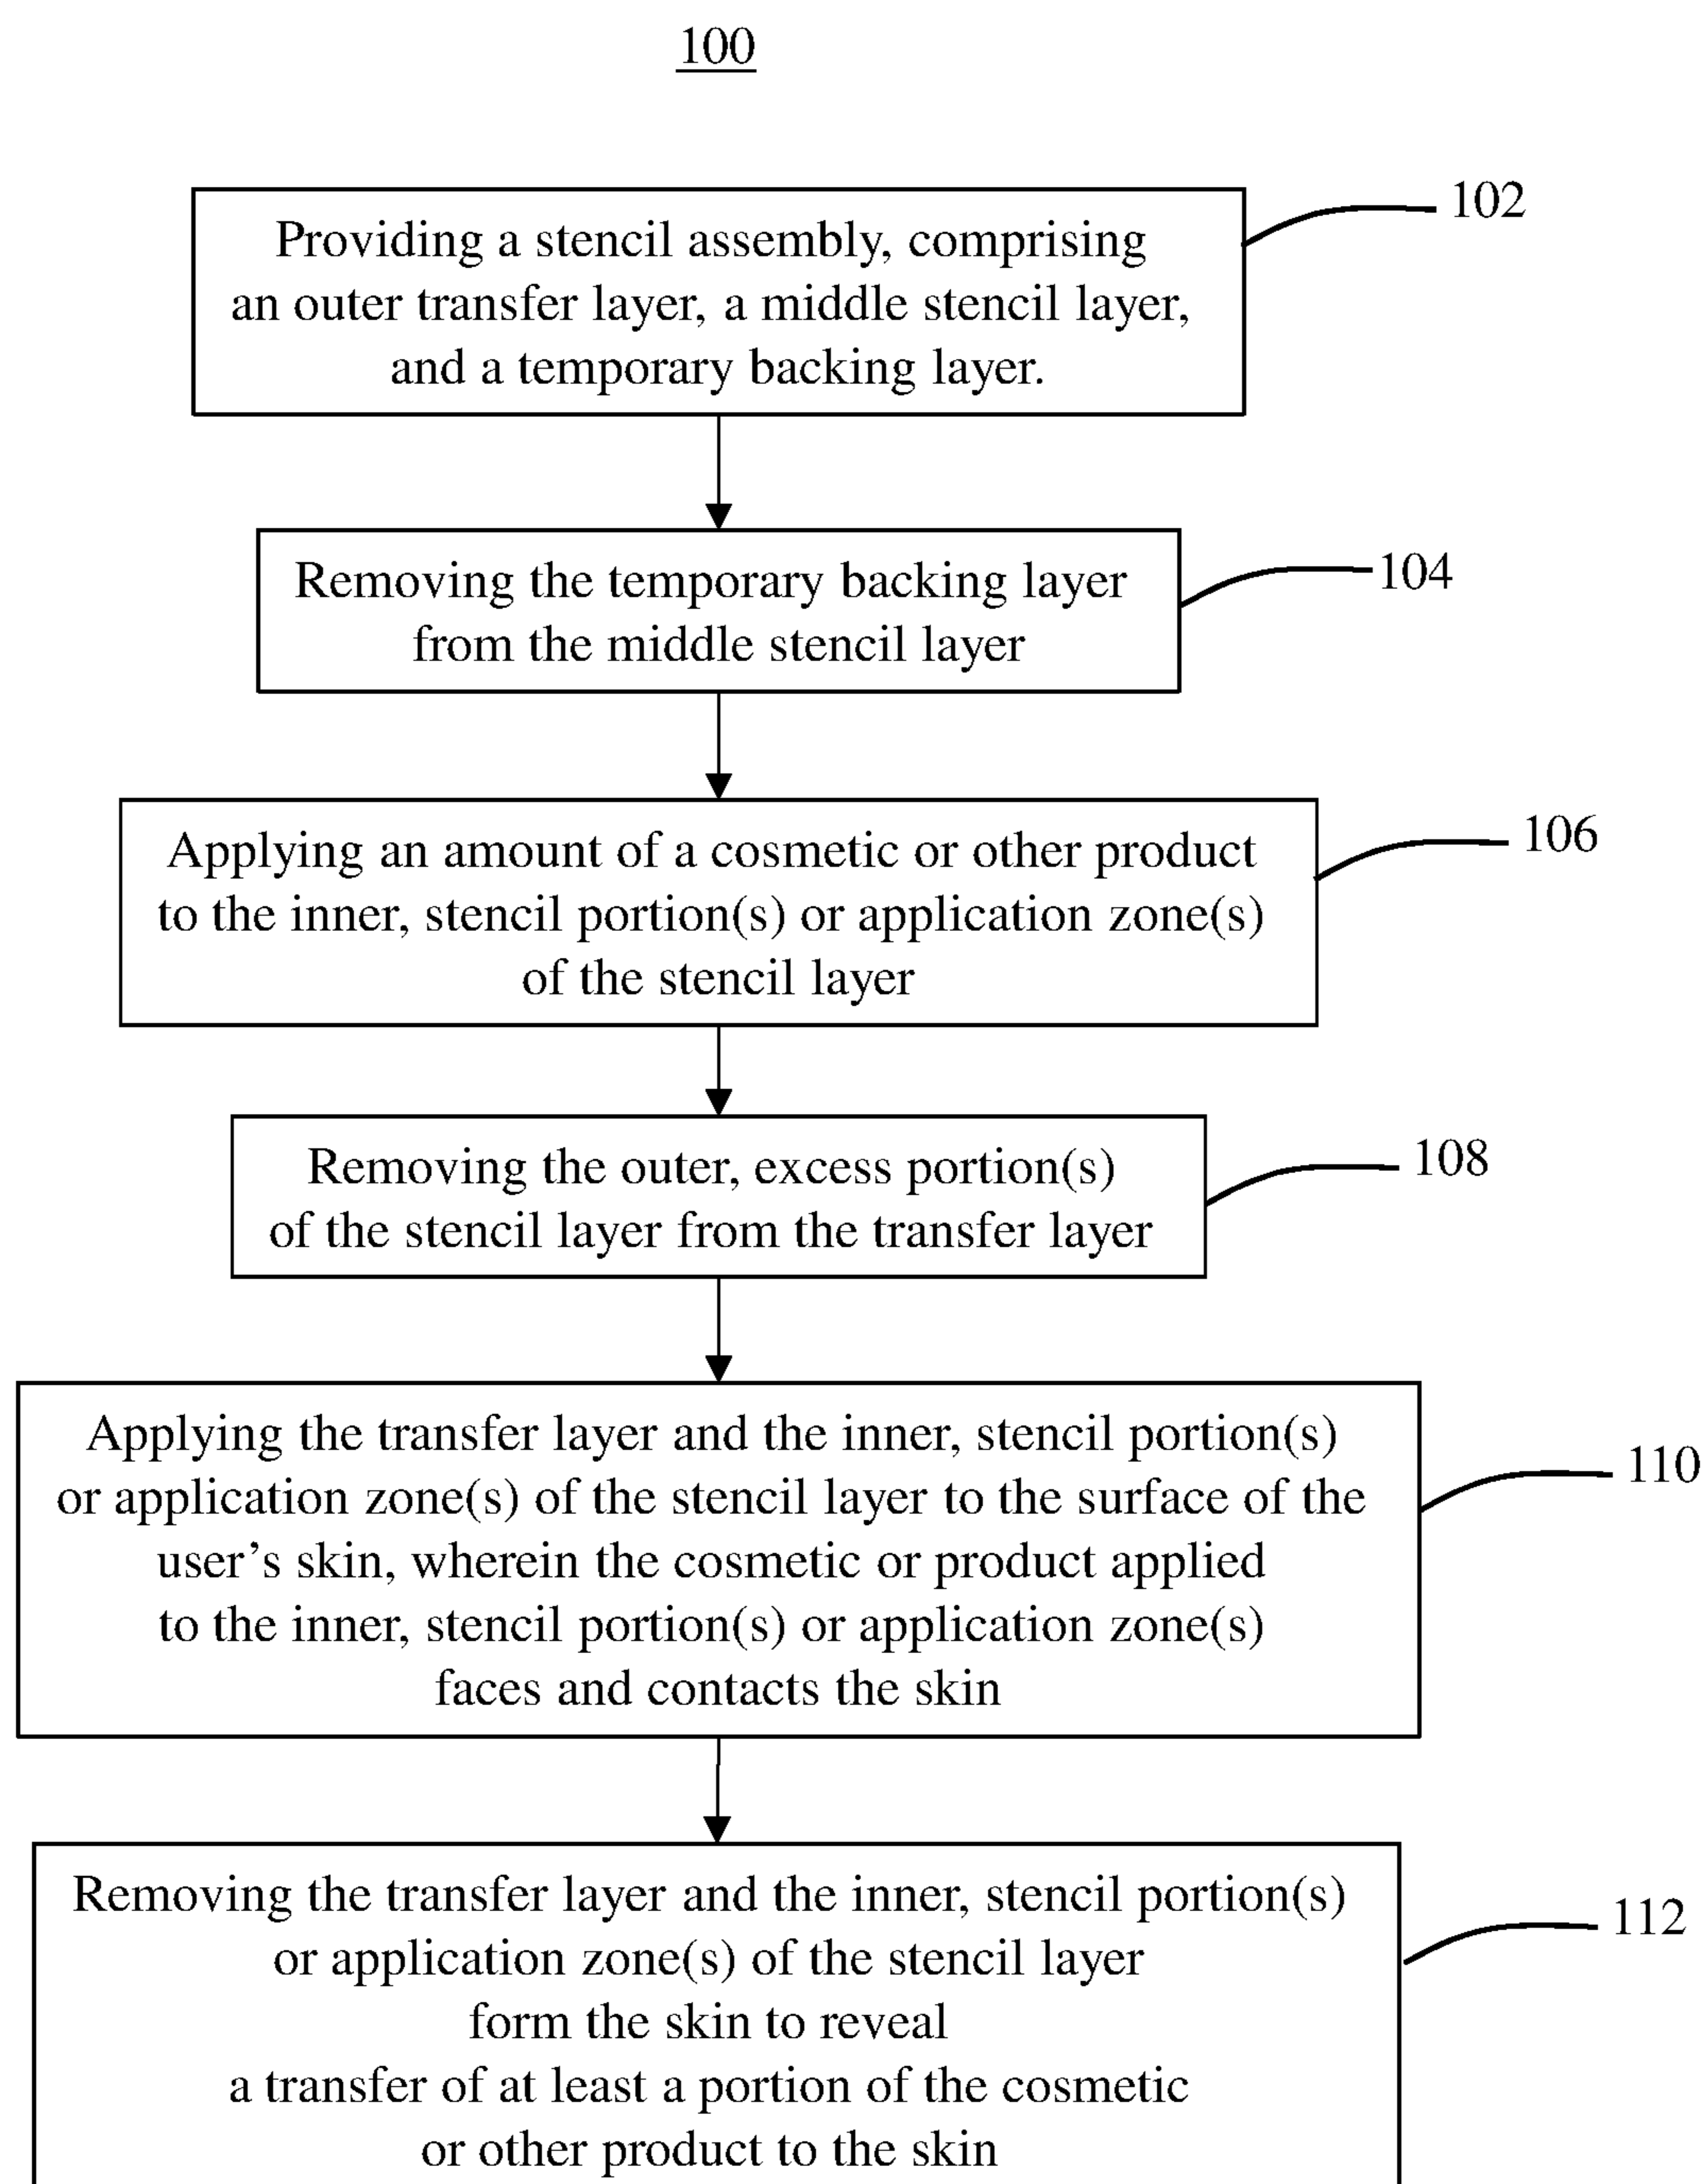 100
102
Providing a stencil assembly, comprising
an outer transfer layer, a middle stencil layer,
and a temporary backing layer.
104
Removing the temporary backing layer
from the middle stencil layer
106
Applying an amount of a cosmetic or other product
to the inner, stencil portion(s) or application zone(s)
of the stencil layer
108
Removing the outer, excess portion(s)
of the stencil layer from the transfer layer
110
Applying the transfer layer and the inner, stencil portion(s)
or application zone(s) of the stencil layer to the surface of the
user’s skin, wherein the cosmetic or product applied
to the inner, stencil portion(s) or application zone(s)
faces and contacts the skin
112
Removing the transfer layer and the inner, stencil portion(s)
or application zone(s) of the stencil layer
form the skin to reveal
a transfer of at least a portion of the cosmetic
or other product to the skin